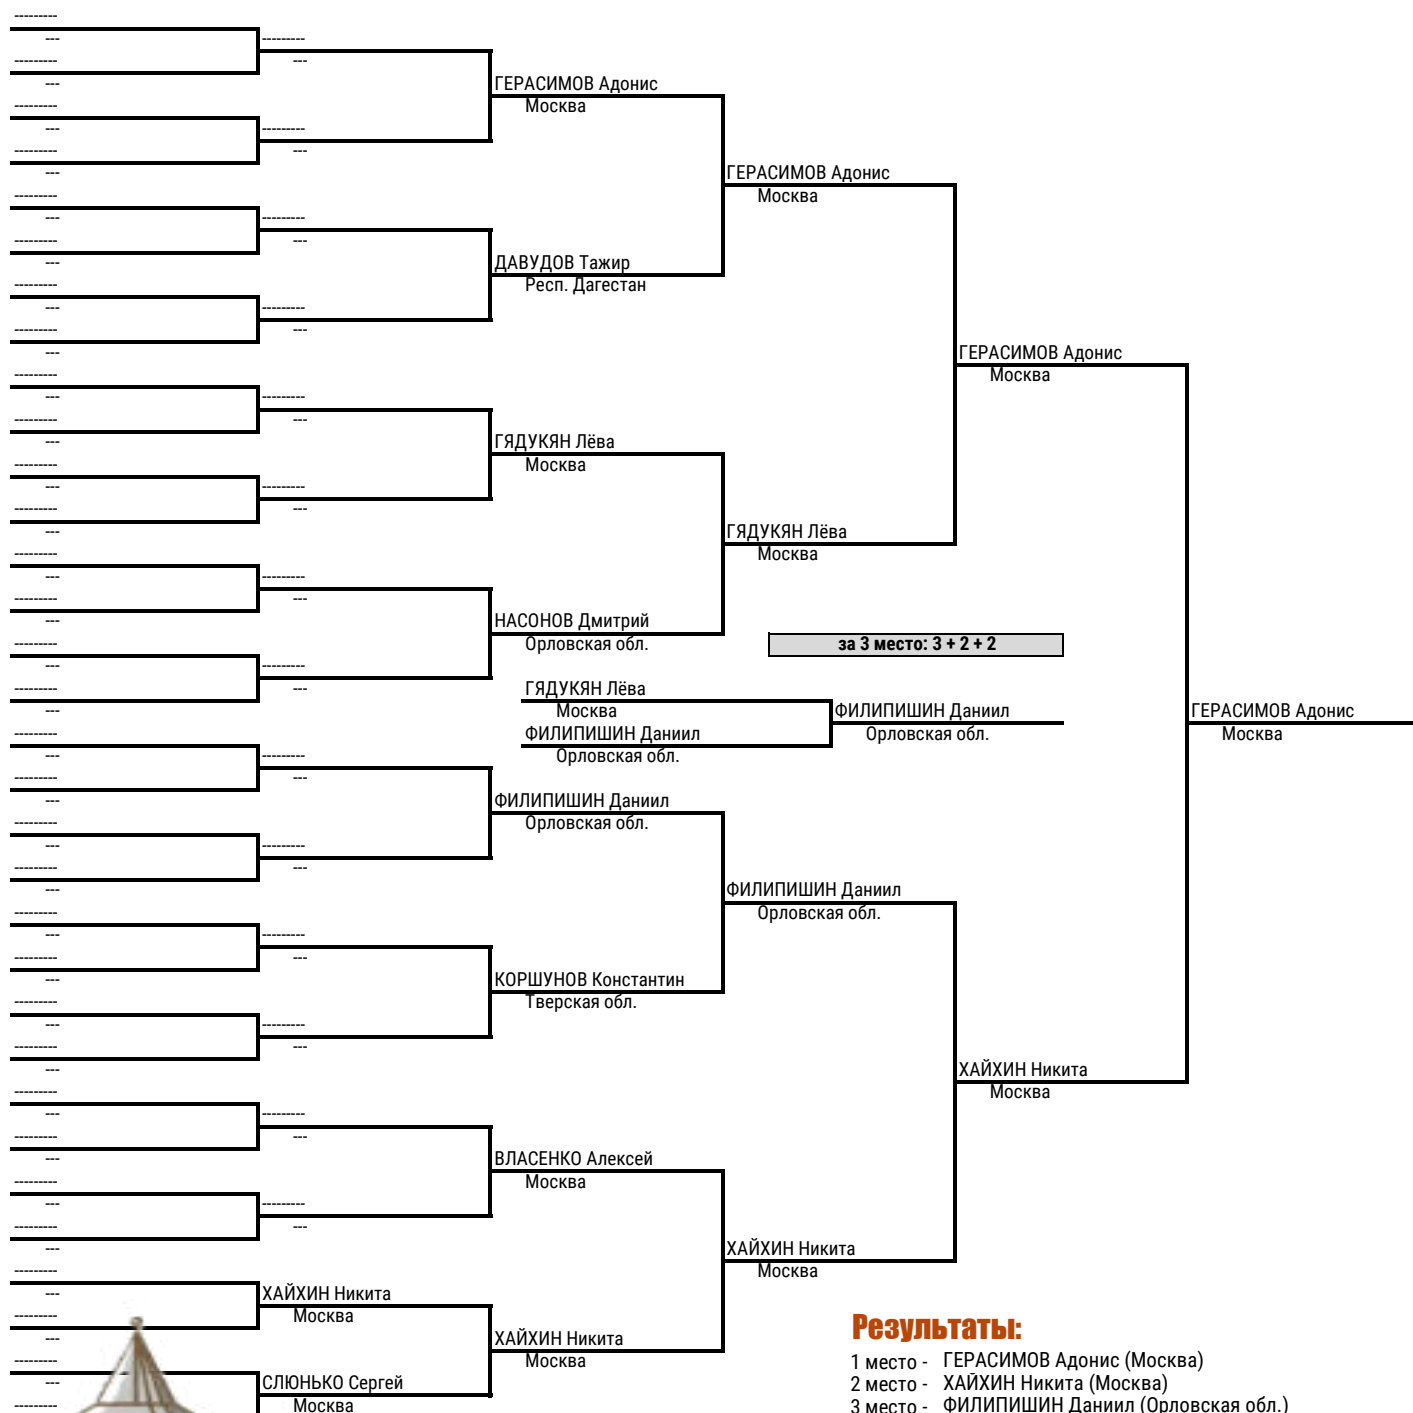 ---------
---
---------
---
---------
---
---------
---
---------
---
---------
---
---------
---
---------
---
---------
---
---------
---
---------
---
---------
---
---------
---
---------
---
---------
---
---------
---
---------
---
---------
---
---------
---
---------
---
---------
---
---------
---
---------
---
---------
---
---------
---
---------
---
---------
---
---------
---
---------
---
---------
---
---------
---
---------
---------
---
---------
---
---------
---
---------
---
---------
---
---------
---
---------
---
---------
---
---------
---
---------
---
---------
---
---------
---
---------
---
---------
---
ХАЙХИН Никита
Москва
СЛЮНЬКО Сергей
Москва
ГЕРАСИМОВ Адонис
Москва
ДАВУДОВ Тажир
Респ. Дагестан
ГЯДУКЯН Лёва
Москва
НАСОНОВ Дмитрий
Орловская обл.
ФИЛИПИШИН Даниил
Орловская обл.
КОРШУНОВ Константин
Тверская обл.
ВЛАСЕНКО Алексей
Москва
ХАЙХИН Никита
Москва
ГЕРАСИМОВ Адонис
Москва
ГЯДУКЯН Лёва
Москва
ФИЛИПИШИН Даниил
Орловская обл.
ХАЙХИН Никита
Москва
ГЕРАСИМОВ Адонис
Москва
ХАЙХИН Никита
Москва
ГЕРАСИМОВ Адонис
Москва
за 3 место: 3 + 2 + 2
ГЯДУКЯН Лёва
Москва
ФИЛИПИШИН Даниил
Орловская обл.
ФИЛИПИШИН Даниил
Орловская обл.
Результаты:
1 место - ГЕРАСИМОВ Адонис (Москва)
2 место - ХАЙХИН Никита (Москва)
3 место - ФИЛИПИШИН Даниил (Орловская обл.)